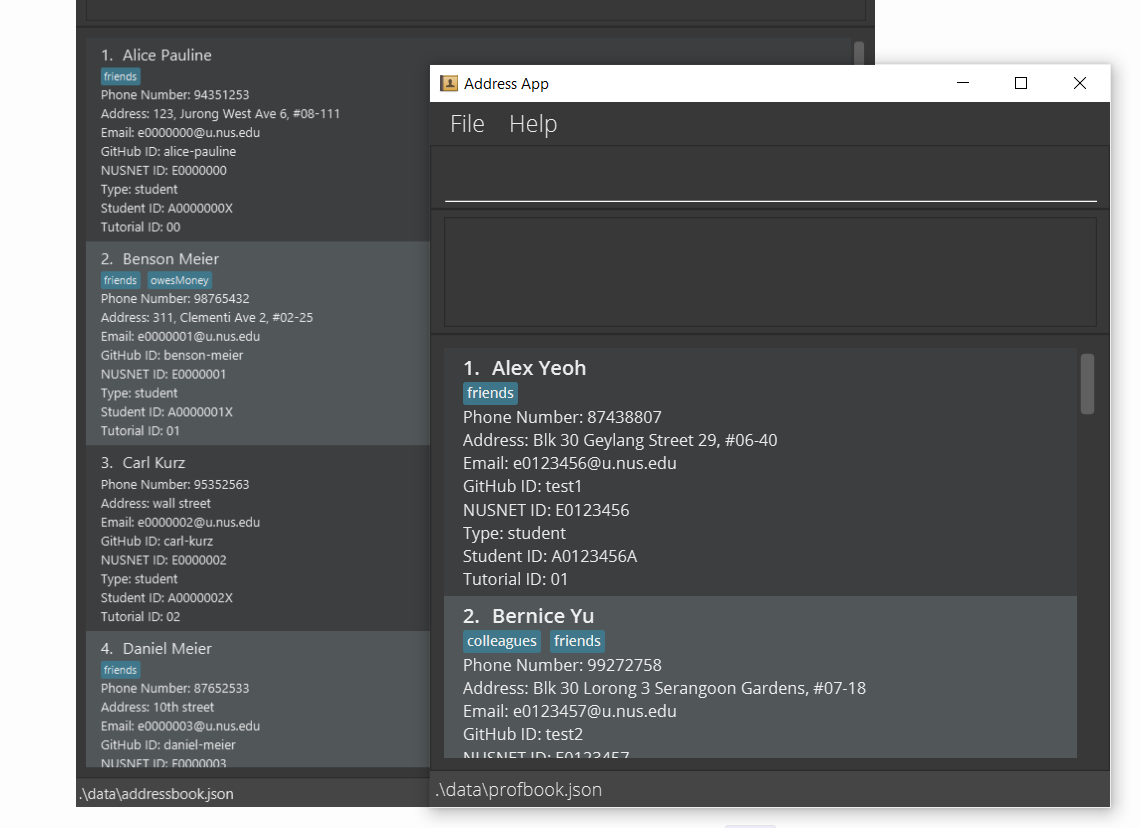 1. Alice Pauline
friends
Phone Number: 94351253
Address: 123, Jurong West Ave 6, #08-111
Email: e0000000@u.nus.edu
GitHub ID: alice-pauline
NUSNET ID: E0000000
Type: student
Student ID: A0000000X
Tutorial ID: 00
2. Benson Meier
friends owesMoney
Phone Number: 98765432
Address: 311, Clementi Ave 2, #02-25
Email: e0000001@u.nus.edu
GitHub ID: benson-meier
NUSNET ID: E0000001
Type: student
Student ID: A0000001X
Tutorial ID: 01
3. Carl Kurz
Phone Number: 95352563
Address: wall street
Email: e0000002@u.nus.edu
GitHub ID: carl-kurz
NUSNET ID: E0000002
Type: student
Student ID: A0000002X
Tutorial ID: 02
4. Daniel Meier
friends
Phone Number: 87652533
Address: 10th street
Email: e0000003@u.nus.edu
GitHub ID: daniel-meier
NUSNET ID: E0000003
.\data\addressbook.json
Address App
File Help
1. Alex Yeoh
friends
Phone Number: 87438807
Address: Blk 30 Geylang Street 29, #06-40
Email: e0123456@u.nus.edu
GitHub ID: test1
NUSNET ID: E0123456
Type: student
Student ID: A0123456A
Tutorial ID: 01
2. Bernice Yu
colleagues friends
Phone Number: 99272758
Address: Blk 30 Lorong 3 Serangoon Gardens, #07-18
Email: e0123457@u.nus.edu
GitHub ID: test2
NUSNET ID: E0123457
.\data\profbook.json